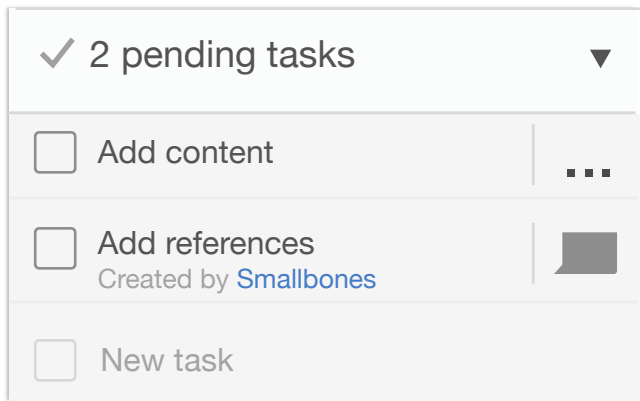 2 pending tasks
Add content
Add references
Created by Smallbones
New task